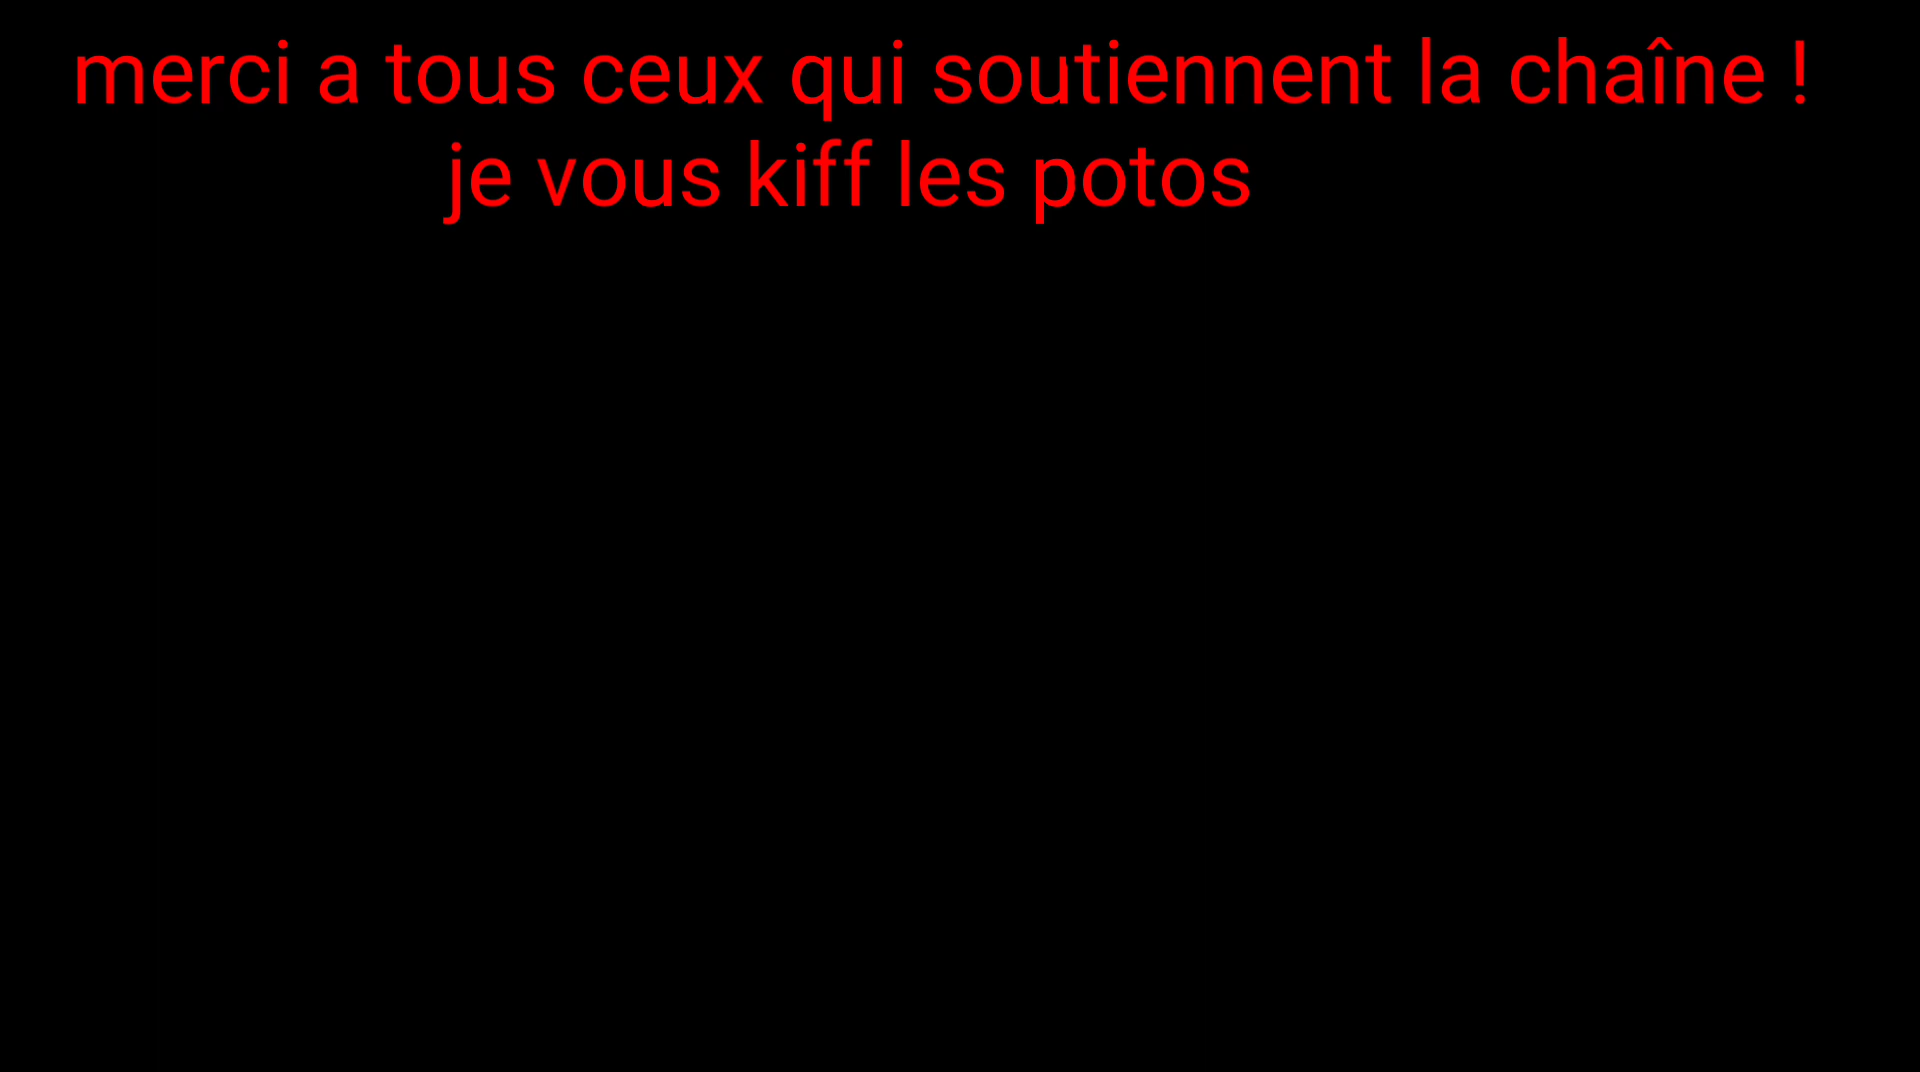 merci a tous ceux qui soutiennent la chaîne !
je vous kiff les potos